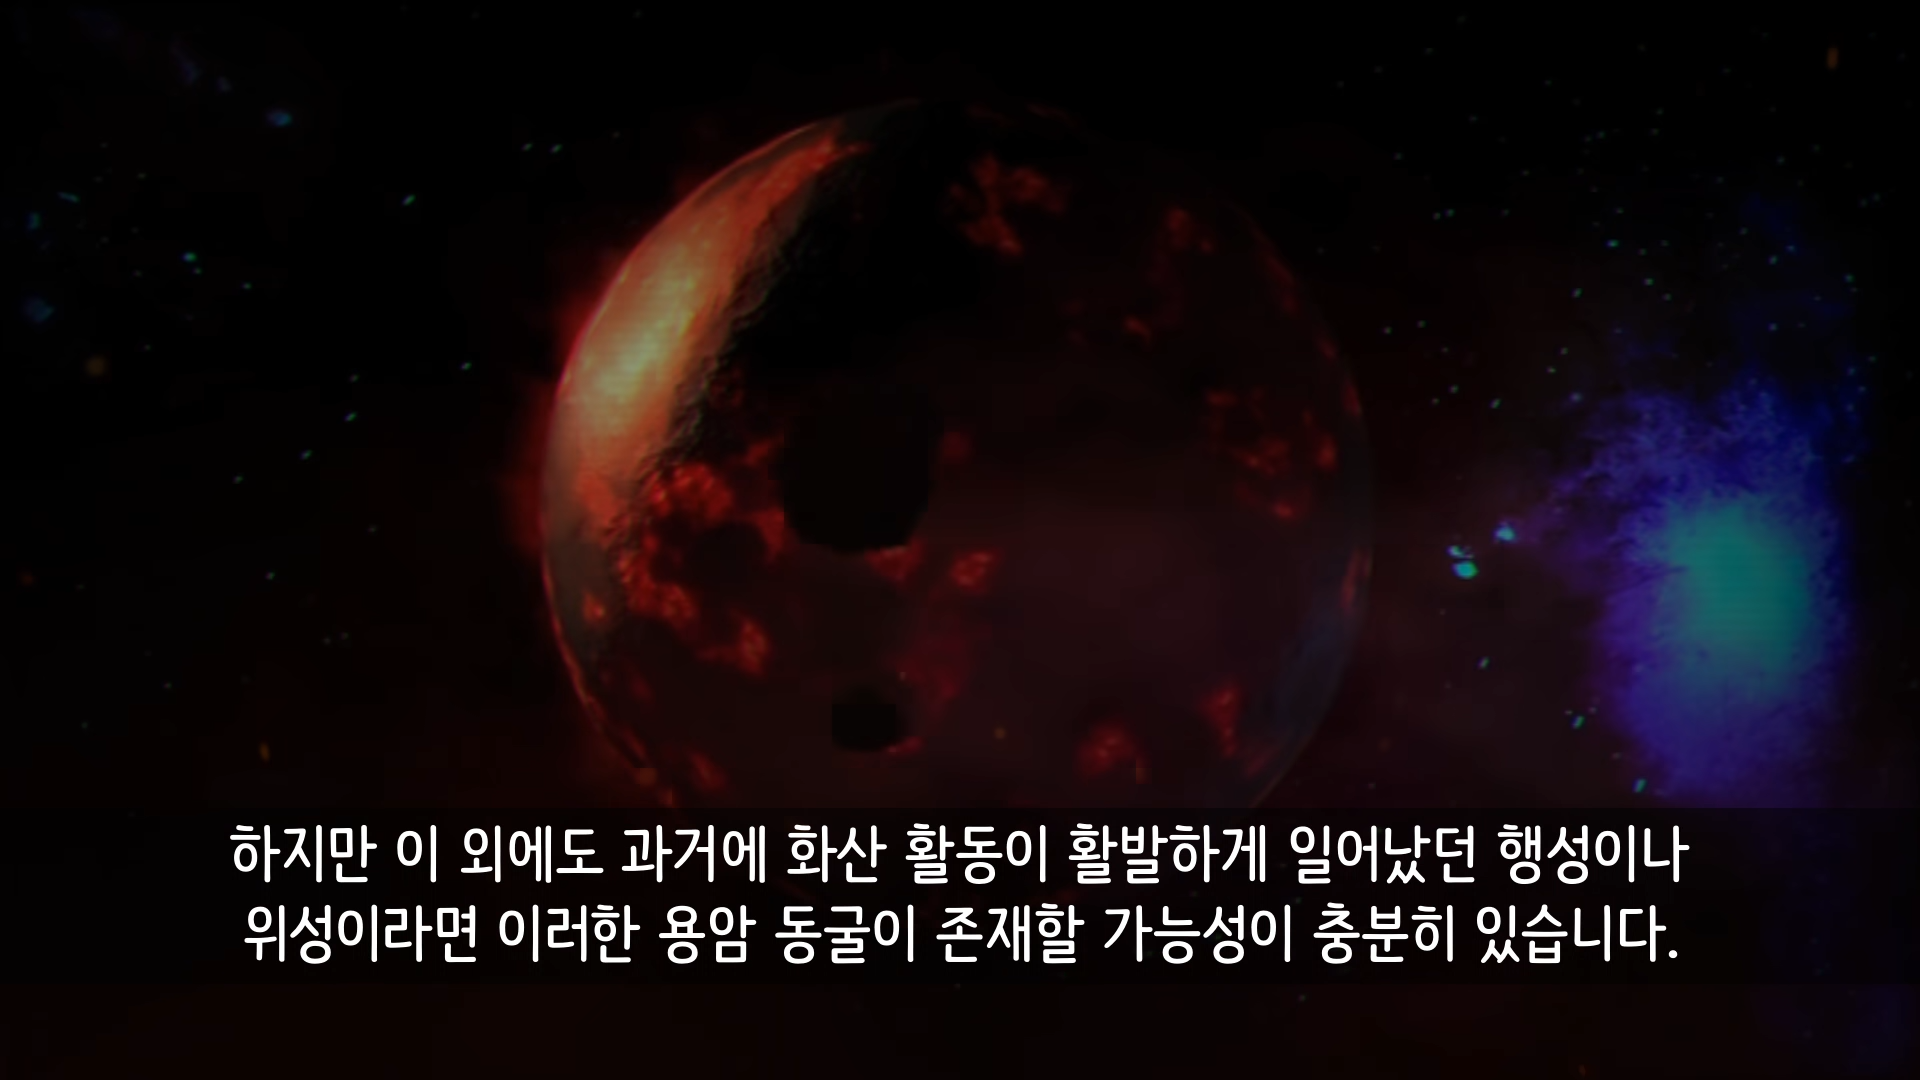 하지만 이 외에도 과거에 화산 활동이 활발하게 일어났던 행성이나
위성이라면 이러한 용암 동굴이 존재할 가능성이 충분히 있습니다.